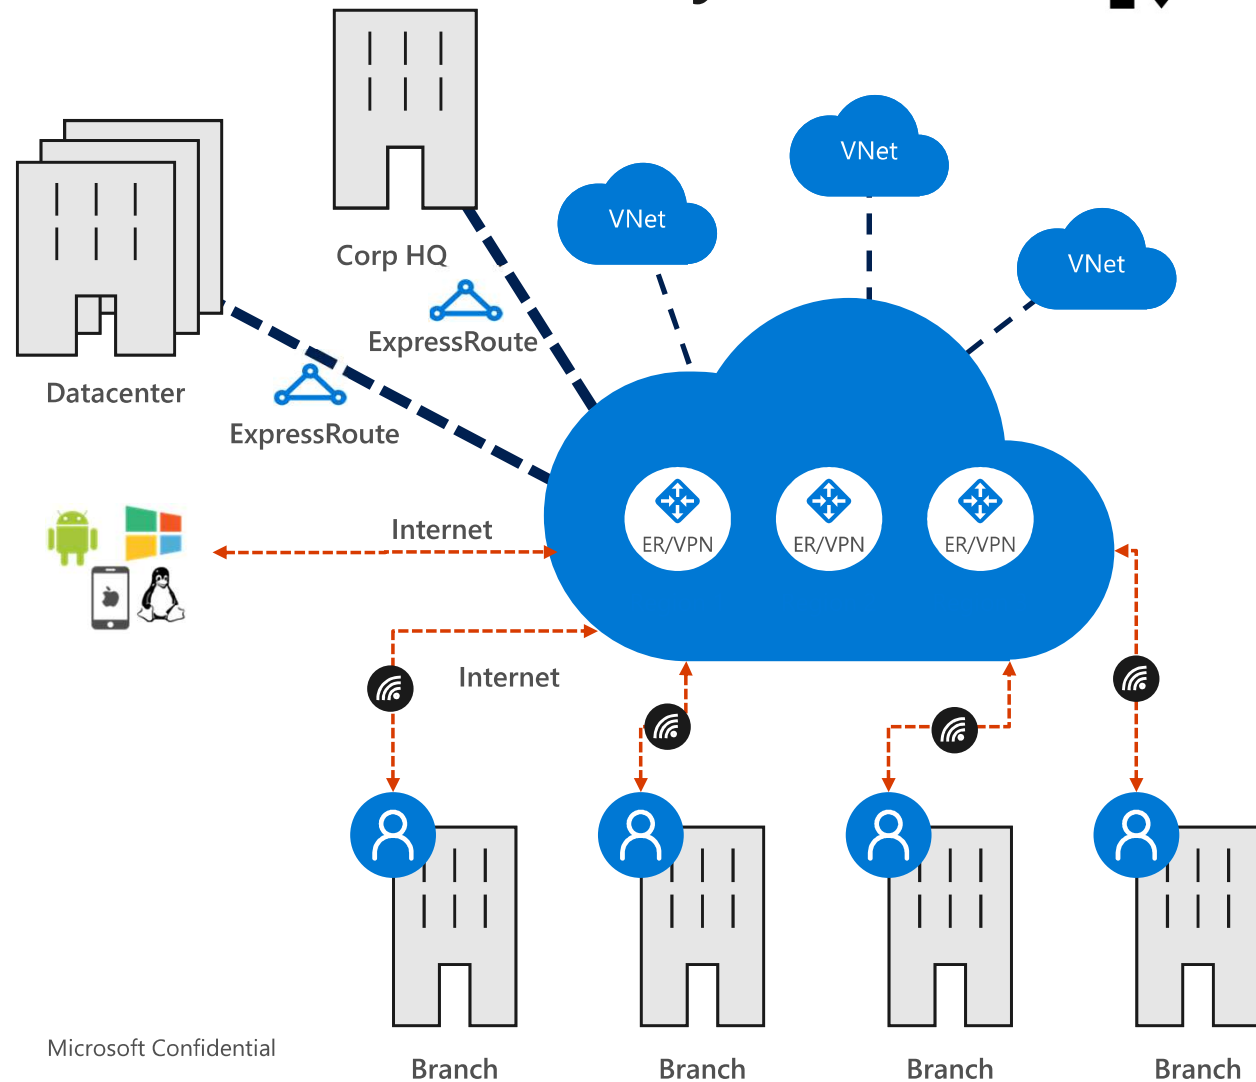 VNet
VNet
VNet
Corp HQ
ExpressRoute
Datacenter
ExpressRoute
Internet
ER/VPN
ER/VPN
ER/VPN
Internet
Microsoft Confidential
Branch
Branch
Branch
Branch